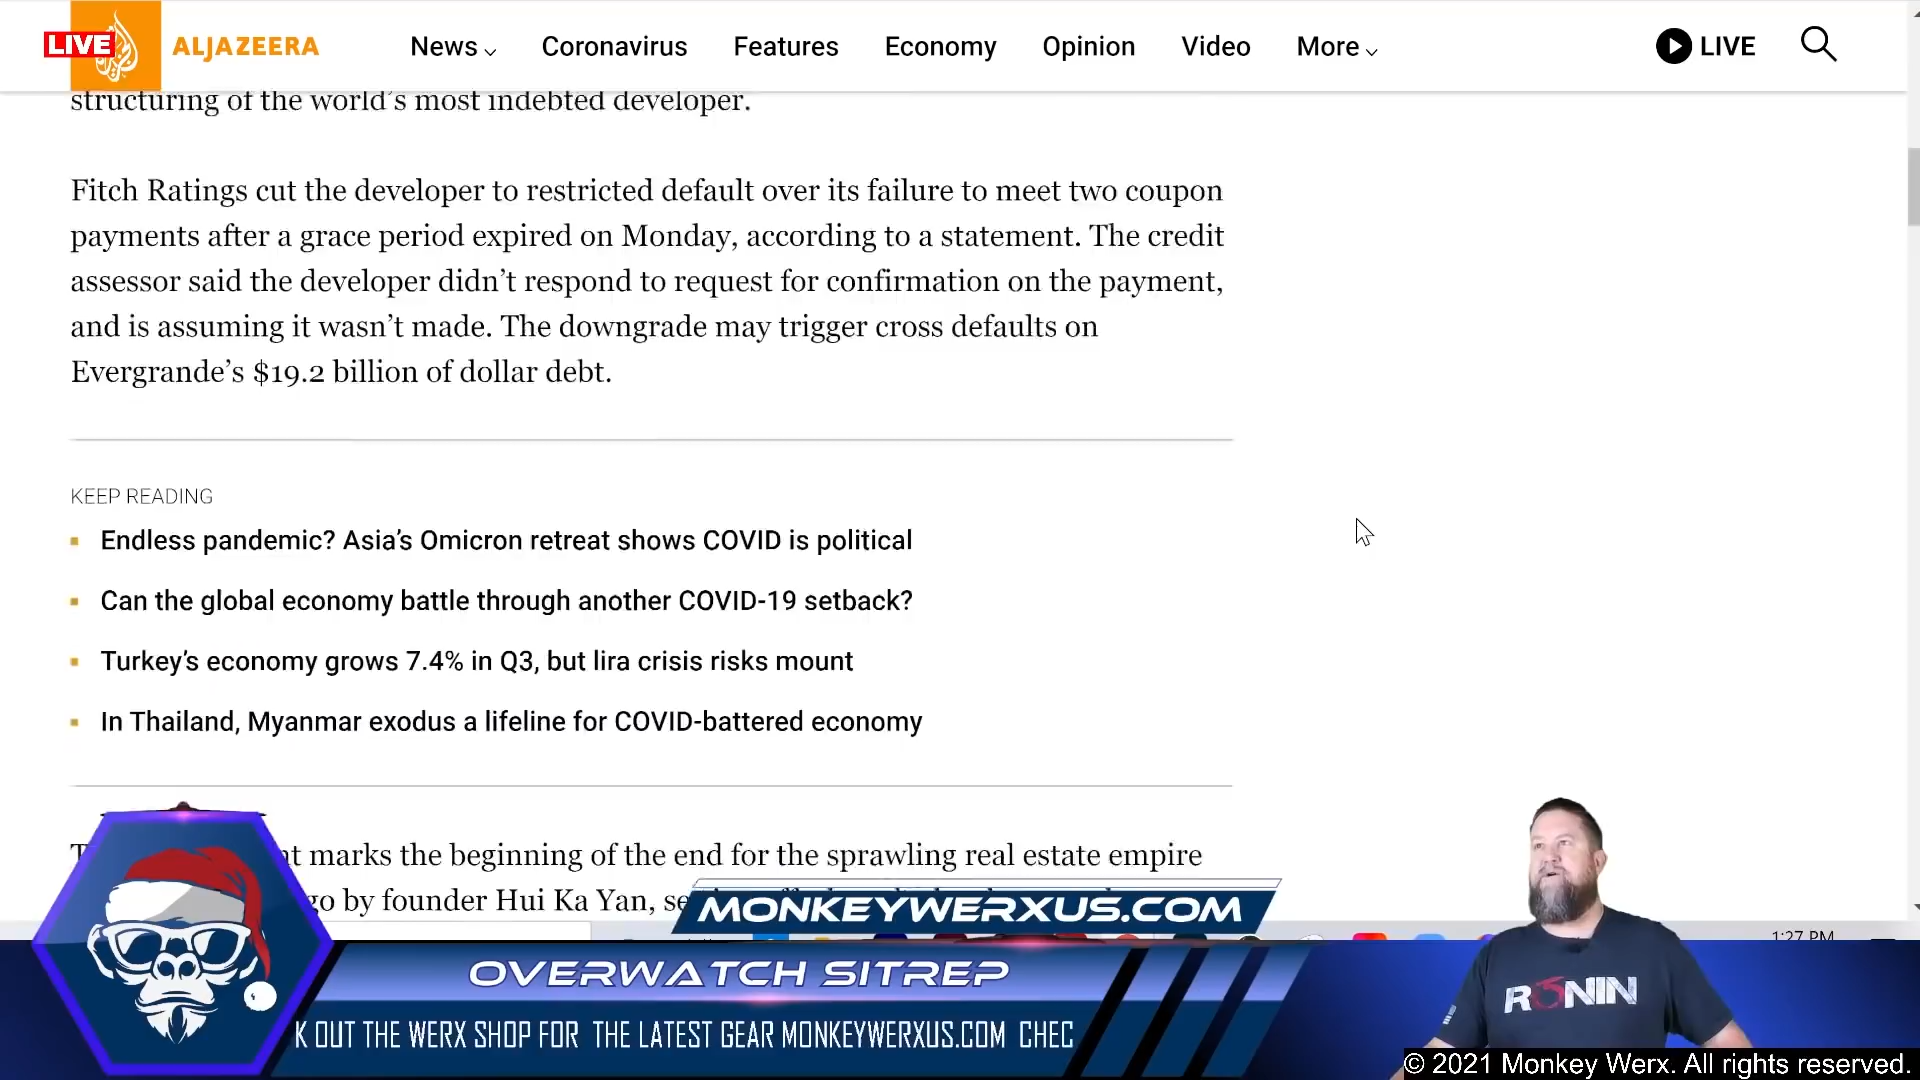 LIVE
ALJAZEERA
News
Coronavirus
Features
Economy
Opinion
Video
More
LIVE
structuring of the world's most indebted developer.
Fitch Ratings cut the developer to restricted default over its failure to meet two coupon
payments after a grace period expired on Monday, according to a statement. The credit
assessor said the developer didn't respond to request for confirmation on the payment,
and is assuming it wasn't made. The downgrade may trigger cross defaults on
Evergrande's $19.2 billion of dollar debt.
KEEP READING
Endless pandemic? Asia's Omicron retreat shows COVID is political
Can the global economy battle through another COVID-19 setback?
Turkey's economy grows 7.4% in Q3, but lira crisis risks mount
In Thailand, Myanmar exodus a lifeline for COVID-battered economy
marks the beginning of the end for the sprawling real estate empire
by founder Hui Ka Yan,
MONKEYWERXUS.COM
1:27 PM
OVERWATCH SITREP
K OUT THE WERX SHOP FOR THE LATEST GEAR MONKEYWERXUS.COM CHEC
R3NIN
© 2021 Monkey Werx. All rights reserved.